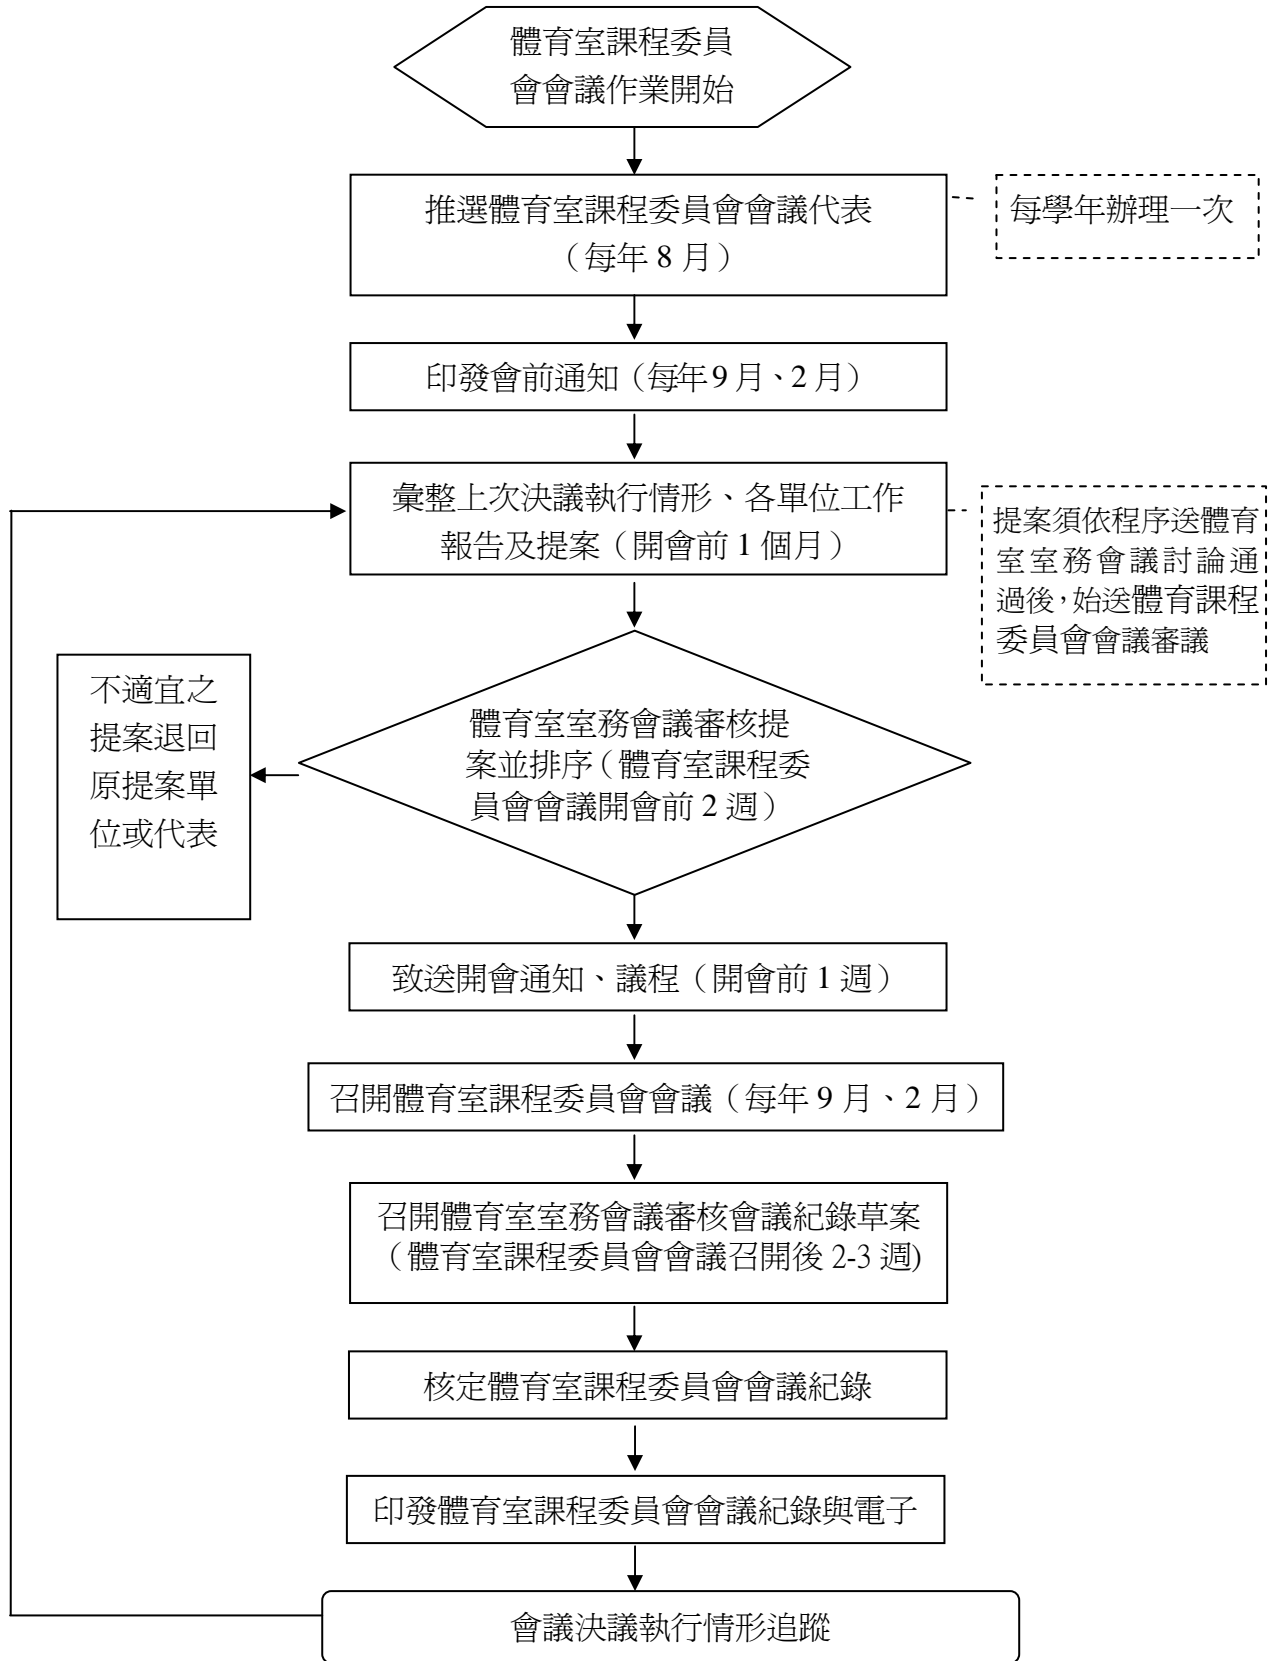 體育室課程委員
會會議作業開始
推選體育室課程委員會會議代表
（每年 8 月）
每學年辦理一次
印發會前通知（每年 9 月、2 月）
彙整上次決議執行情形、各單位工作
報告及提案（開會前 1 個月）
提案須依程序送體育
室室務會議討論通
過後，始送體育課程
委員會會議審議
不適宜之
提案退回
原提案單
位或代表
體育室室務會議審核提
案並排序（體育室課程委
員會會議開會前 2 週）
致送開會通知、議程（開會前 1 週）
召開體育室課程委員會會議（每年 9 月、2 月）
召開體育室室務會議審核會議紀錄草案
（體育室課程委員會會議召開後 2-3 週)
核定體育室課程委員會會議紀錄
印發體育室課程委員會會議紀錄與電子
會議決議執行情形追蹤